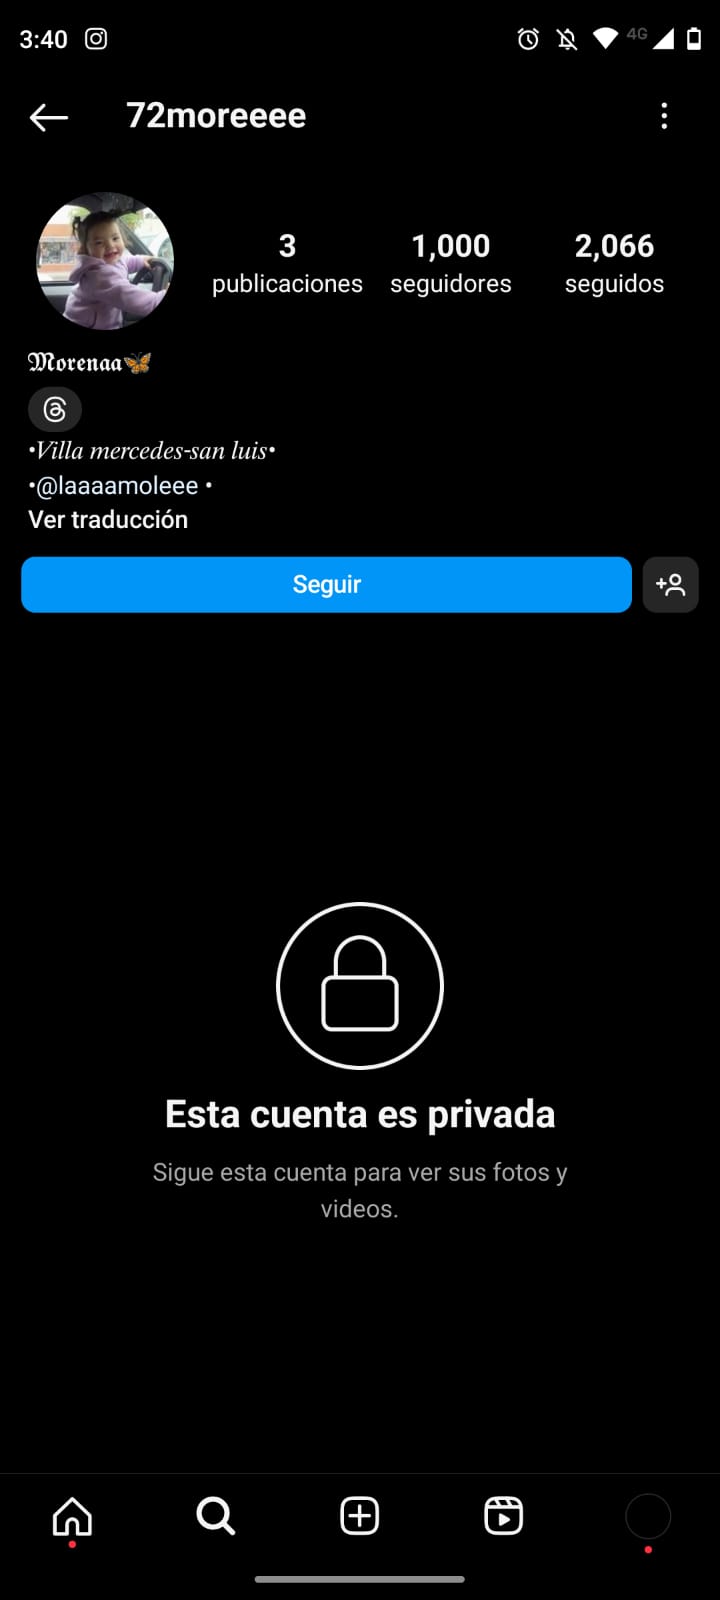 3:40 4G
72moreeee
3 1,000 2,066
publicaciones seguidores seguidos
𝕸𝖔𝖗𝖊𝖓𝖆𝖆🦋
•𝑉𝑖𝑙𝑙𝑎 𝑚𝑒𝑟𝑐𝑒𝑑𝑒𝑠-𝑠𝑎𝑛 𝑙𝑢𝑖𝑠•
•@laaaamoleee •
Ver traducción
Seguir
Esta cuenta es privada
Sigue esta cuenta para ver sus fotos y
videos.